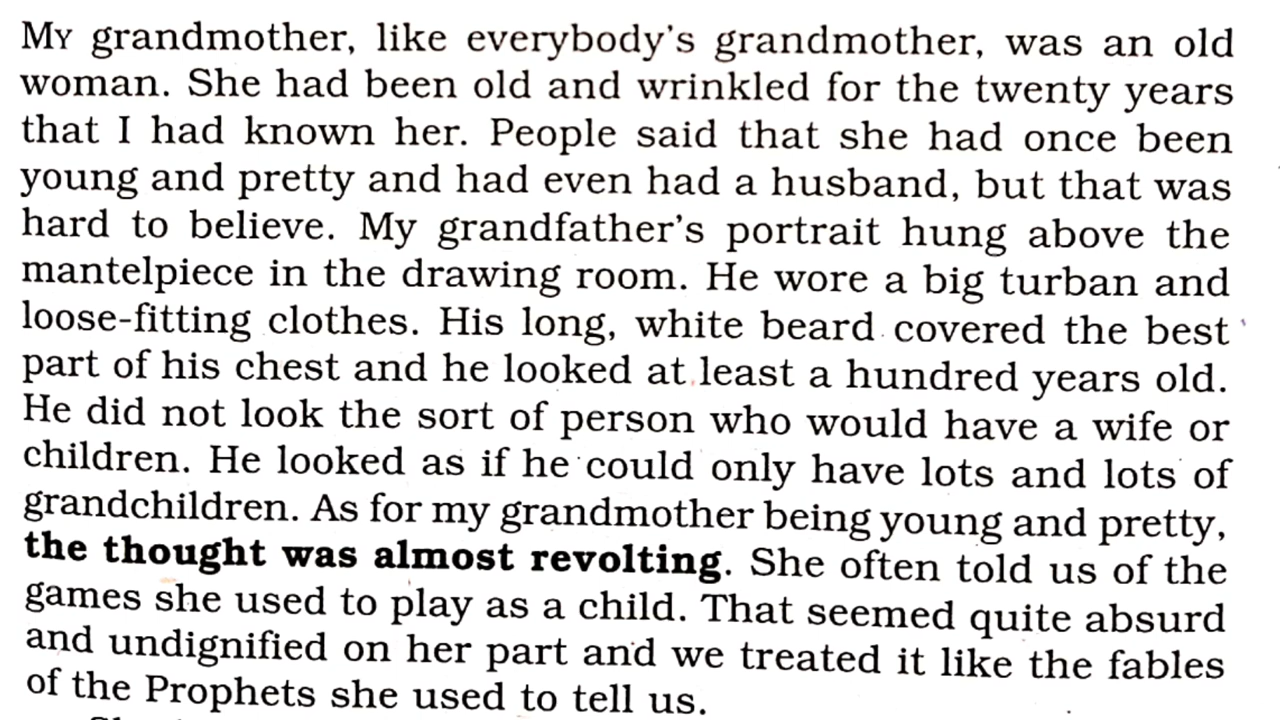 My grandmother, like everybody's grandmother, was an old
woman. She had been old and wrinkled for the twenty years
that I had known her. People said that she had once been
young and pretty and had even had a husband, but that was
hard to believe. My grandfather's portrait hung above the
mantelpiece in the drawing room. He wore a big turban and
loose-fitting clothes. His long, white beard covered the best
part of his chest and he looked at least a hundred years old.
He did not look the sort of person who would have a wife or
children. He looked as if he could only have lots and lots of
grandchildren. As for my grandmother being young and pretty,
the thought was almost revolting. She often told us of the
games she used to play as a child. That seemed quite absurd
and undignified on her part and we treated it like the fables
of the Prophets she used to tell us.